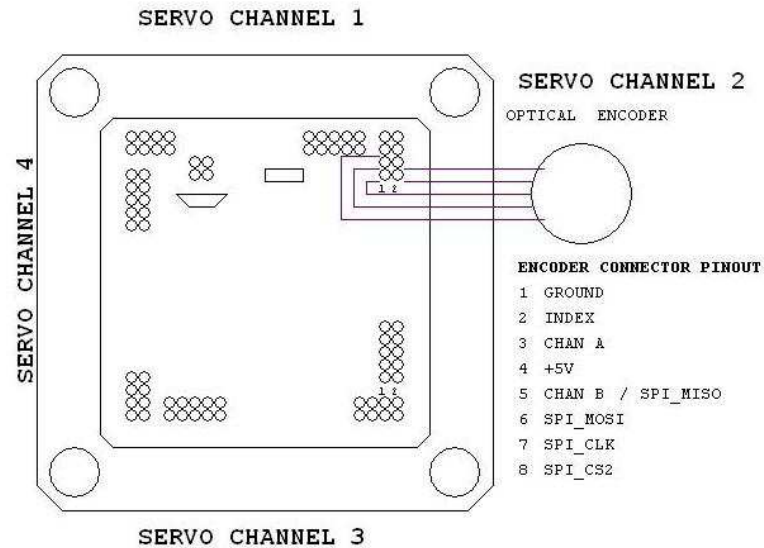 SERVO CHANNEL 1
SERVO CHANNEL 2
OPTICAL ENCODER
SERVO CHANNEL 4
1 2
ENCODER CONNECTOR PINOUT
1 GROUND
2 INDEX
3 CHAN A
4 +5V
5 CHAN B / SPI_MISO
6 SPI_MOSI
7 SPI_CLK
8 SPI_CS2
1 2
SERVO CHANNEL 3